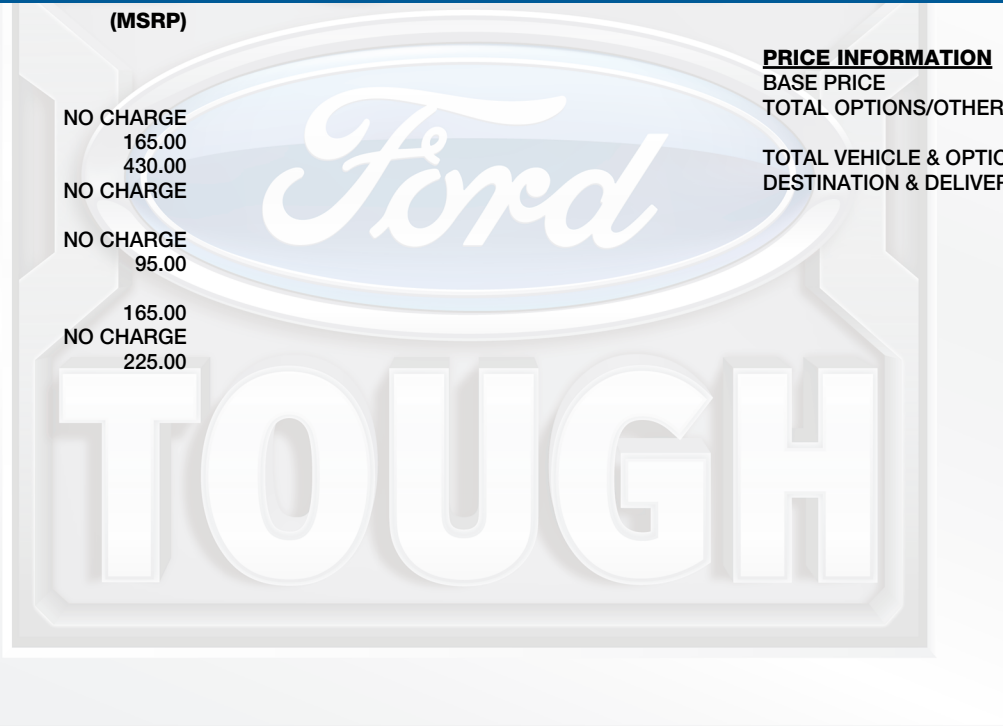 (MSRP)
NO CHARGE
165.00
430.00
NO CHARGE
NO CHARGE
95.00
165.00
NO CHARGE
225.00
PRICE INFORMATION
BASE PRICE
TOTAL OPTIONS/OTHER
TOTAL VEHICLE & OPTIO
DESTINATION & DELIVER
Ford
TOUGH